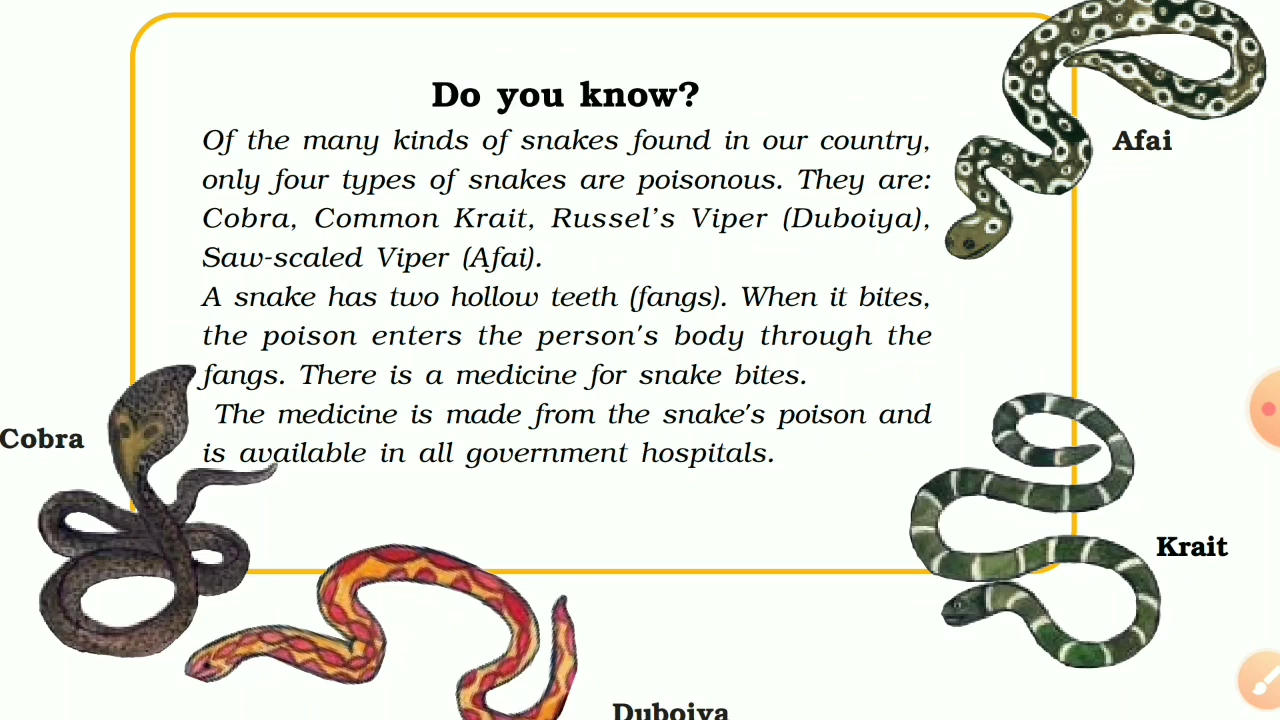 Do you know?
Of the many kinds of snakes found in our country,
only four types of snakes are poisonous. They are:
Cobra, Common Krait, Russel's Viper (Duboiya),
Saw-scaled Viper (Afai).
A snake has two hollow teeth (fangs). When it bites,
the poison enters the person's body through the
fangs. There is a medicine for snake bites.
The medicine is made from the snake's poison and
is available in all government hospitals.
Afai
Cobra
Krait
Duboiya